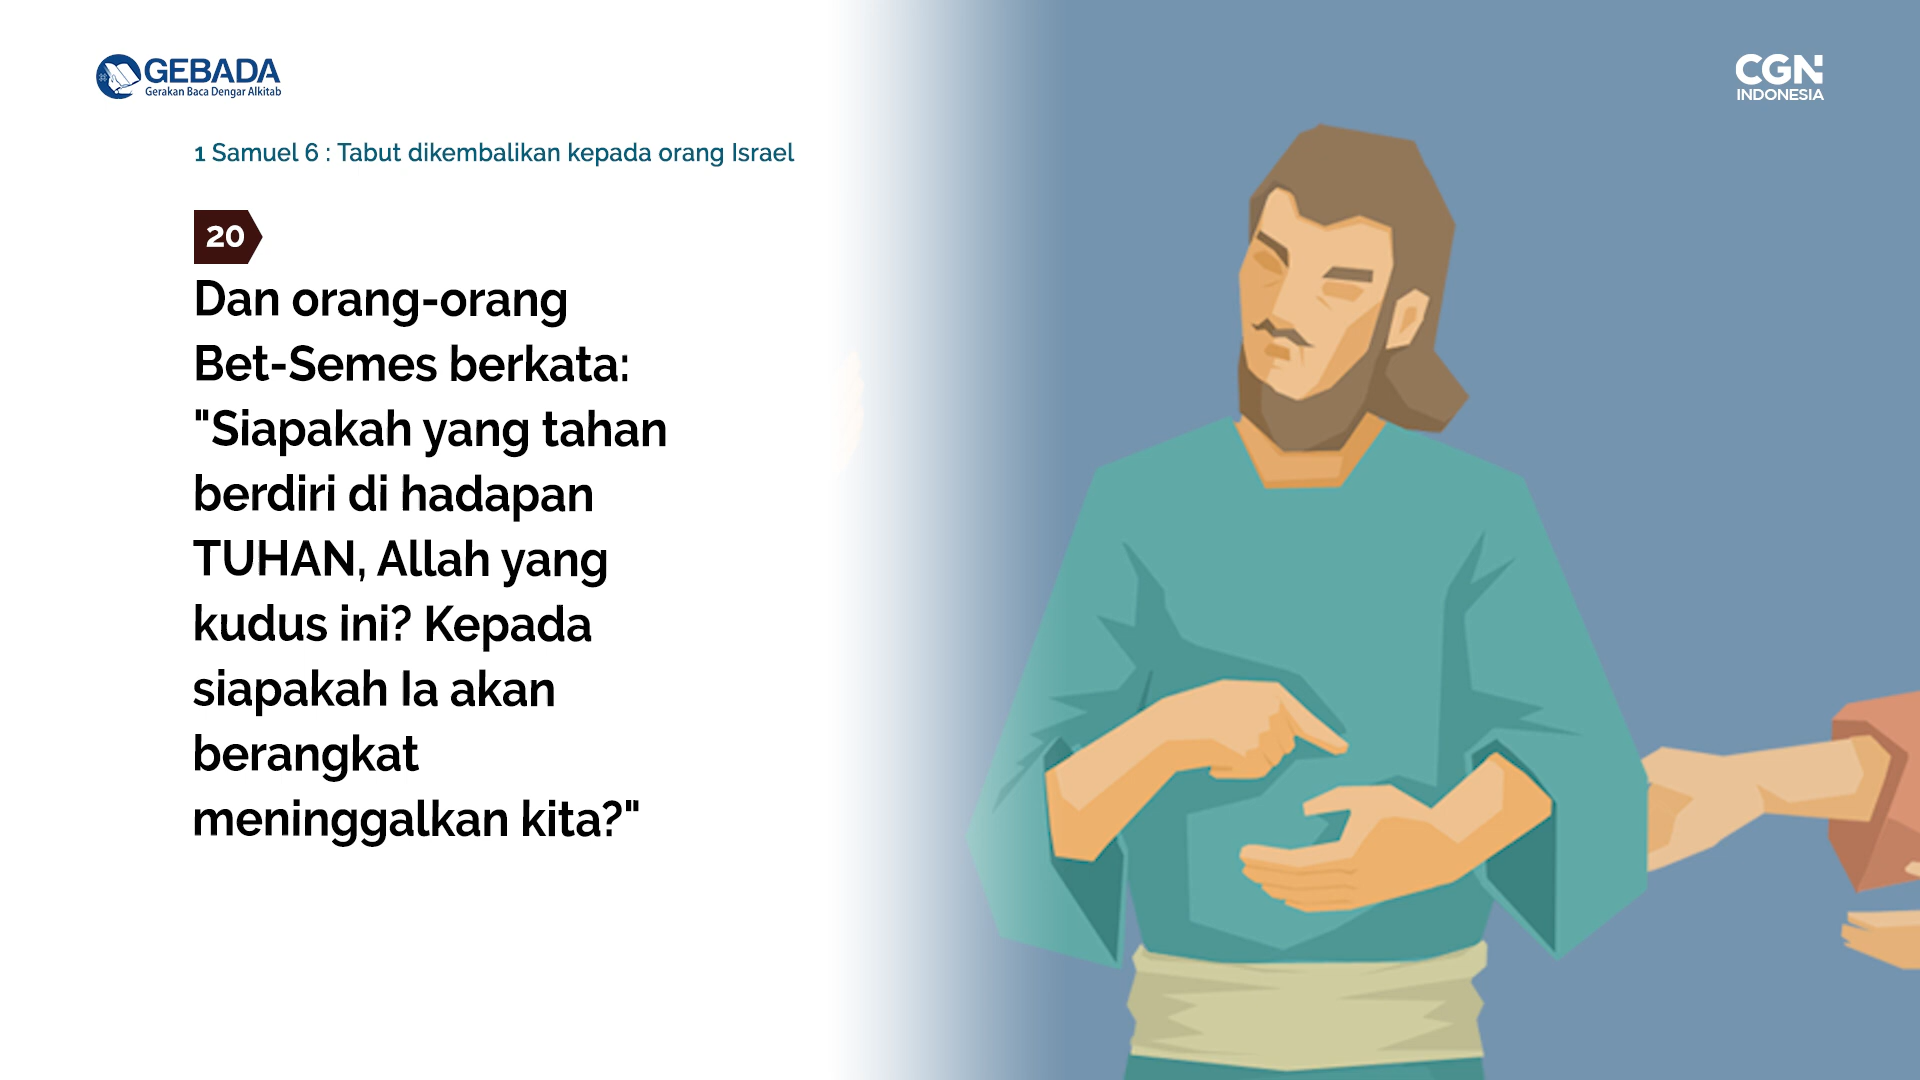 GEBADA
Gerakan Baca Dengar Alkitab
CGN
INDONESIA
1 Samuel 6 : Tabut dikembalikan kepada orang Israel
20
Dan orang-orang
Bet-Semes berkata:
"Siapakah yang tahan
berdiri di hadapan
TUHAN, Allah yang
kudus ini? Kepada
siapakah Ia akan
berangkat
meninggalkan kita?"